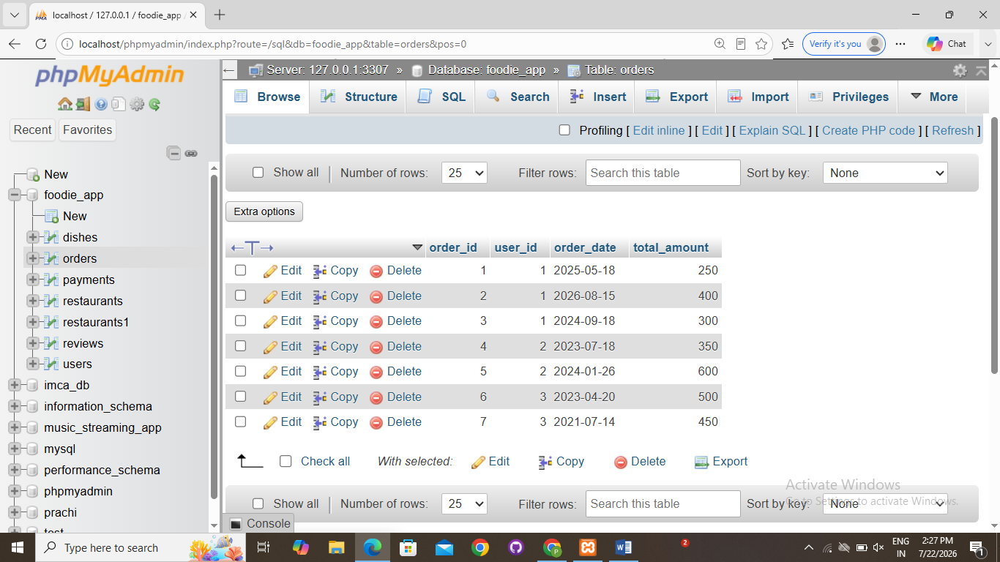 localhost / 127.0.0.1 / foodie_app
localhost/phpmyadmin/index.php?route=/sql&db=foodie_app&table=orders&pos=0
Verify it's you
Chat
phpMyAdmin
Recent
Favorites
New
foodie_app
New
dishes
orders
payments
restaurants
restaurants1
reviews
users
imca_db
information_schema
music_streaming_app
mysql
performance_schema
phpmyadmin
prachi
test
Server: 127.0.0.1:3307 » Database: foodie_app » Table: orders
Browse Structure SQL Search Insert Export Import Privileges More
Profiling [ Edit inline ] [ Edit ] [ Explain SQL ] [ Create PHP code ] [ Refresh ]
Show all | Number of rows: 25 Filter rows: Search this table Sort by key: None
Extra options
order_id user_id order_date total_amount
Edit Copy Delete 1 1 2025-05-18 250
Edit Copy Delete 2 1 2026-08-15 400
Edit Copy Delete 3 1 2024-09-18 300
Edit Copy Delete 4 2 2023-07-18 350
Edit Copy Delete 5 2 2024-01-26 600
Edit Copy Delete 6 3 2023-04-20 500
Edit Copy Delete 7 3 2021-07-14 450
Check all With selected: Edit Copy Delete Export
Show all | Number of rows: 25 Filter rows: Search this table Sort by key: None
Activate Windows
Go to Settings to activate Windows.
Console
Type here to search
2
ENG
IN
2:27 PM
7/22/2026
1